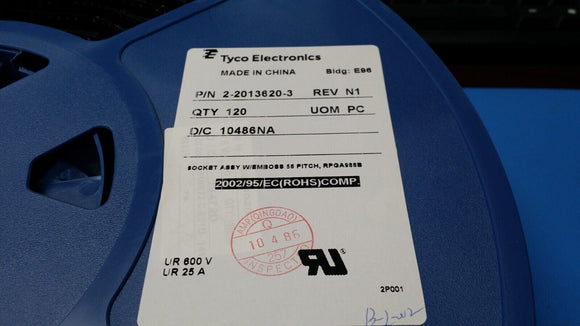 Tyco Electronics
MADE IN CHINA Bldg: E96
P/N 2-2013620-3 REV N1
QTY 120 UOM PC
D/C 10486NA
SOCKET ASSY W/EMBOSS 56 PITCH, RPGA988B
2002/95/EC(ROHS)COMP.
AMP(QINGDAO)
Q
10 4 86
257
INSPECT
UR 600 V
UR 25 A
RU
2P001